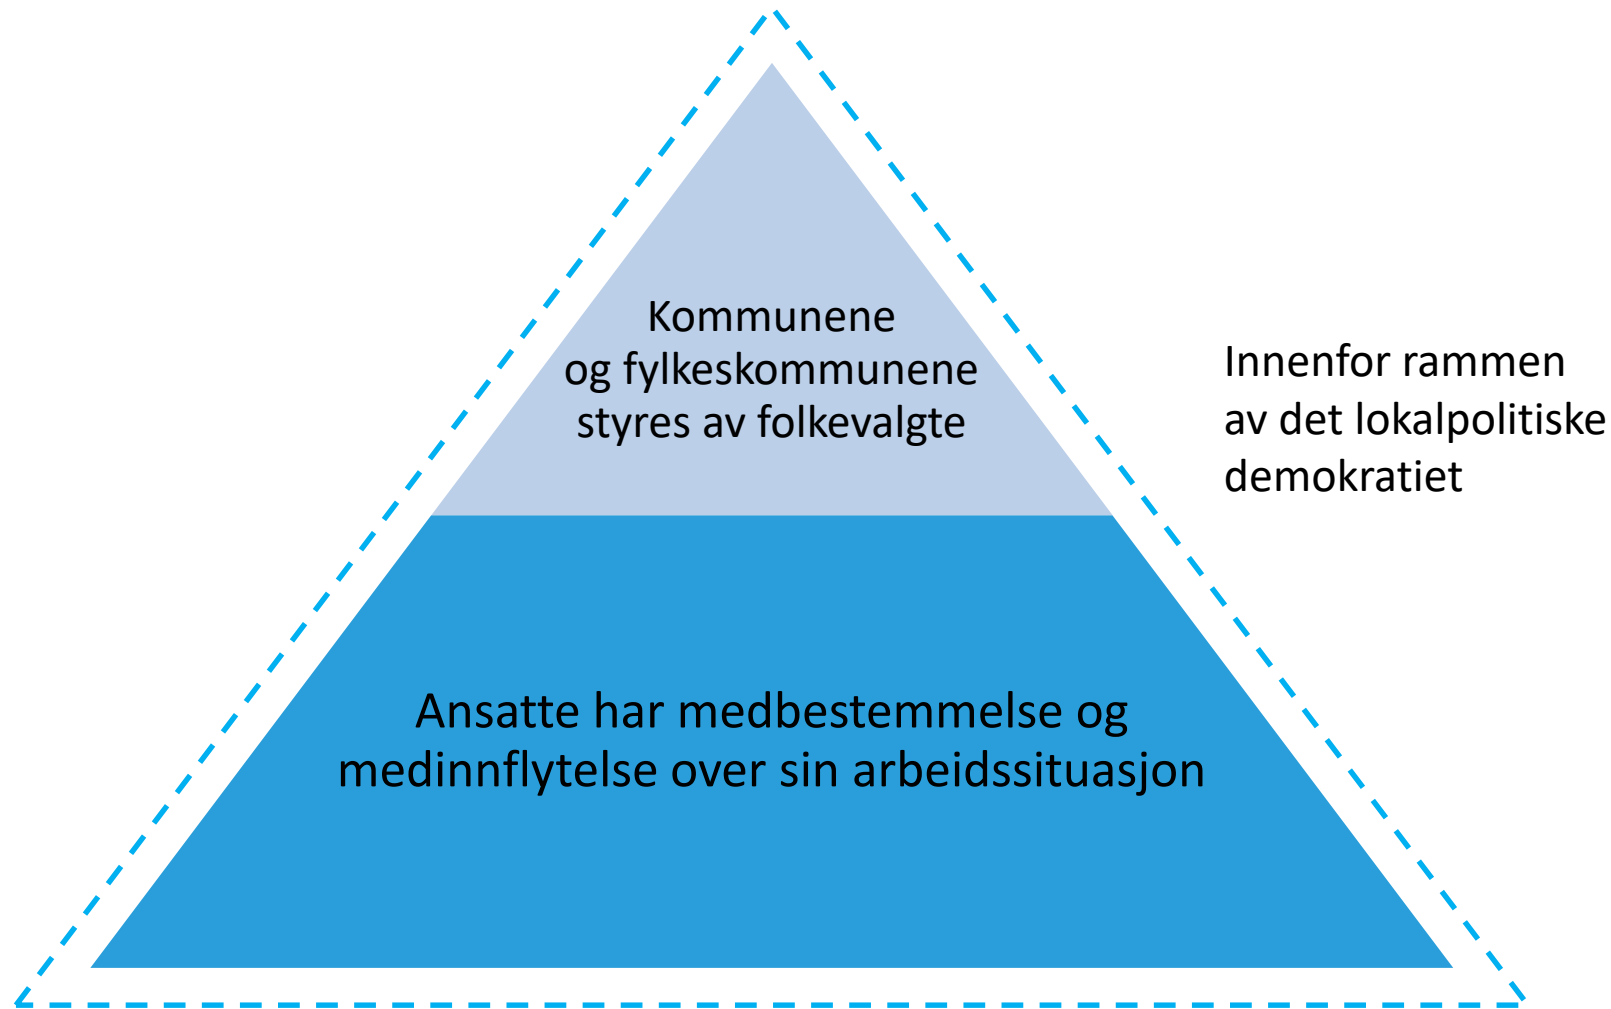 Kommunene
og fylkeskommunene
styres av folkevalgte
Innenfor rammen
av det lokalpolitiske
demokratiet
Ansatte har medbestemmelse og
medinnflytelse over sin arbeidssituasjon